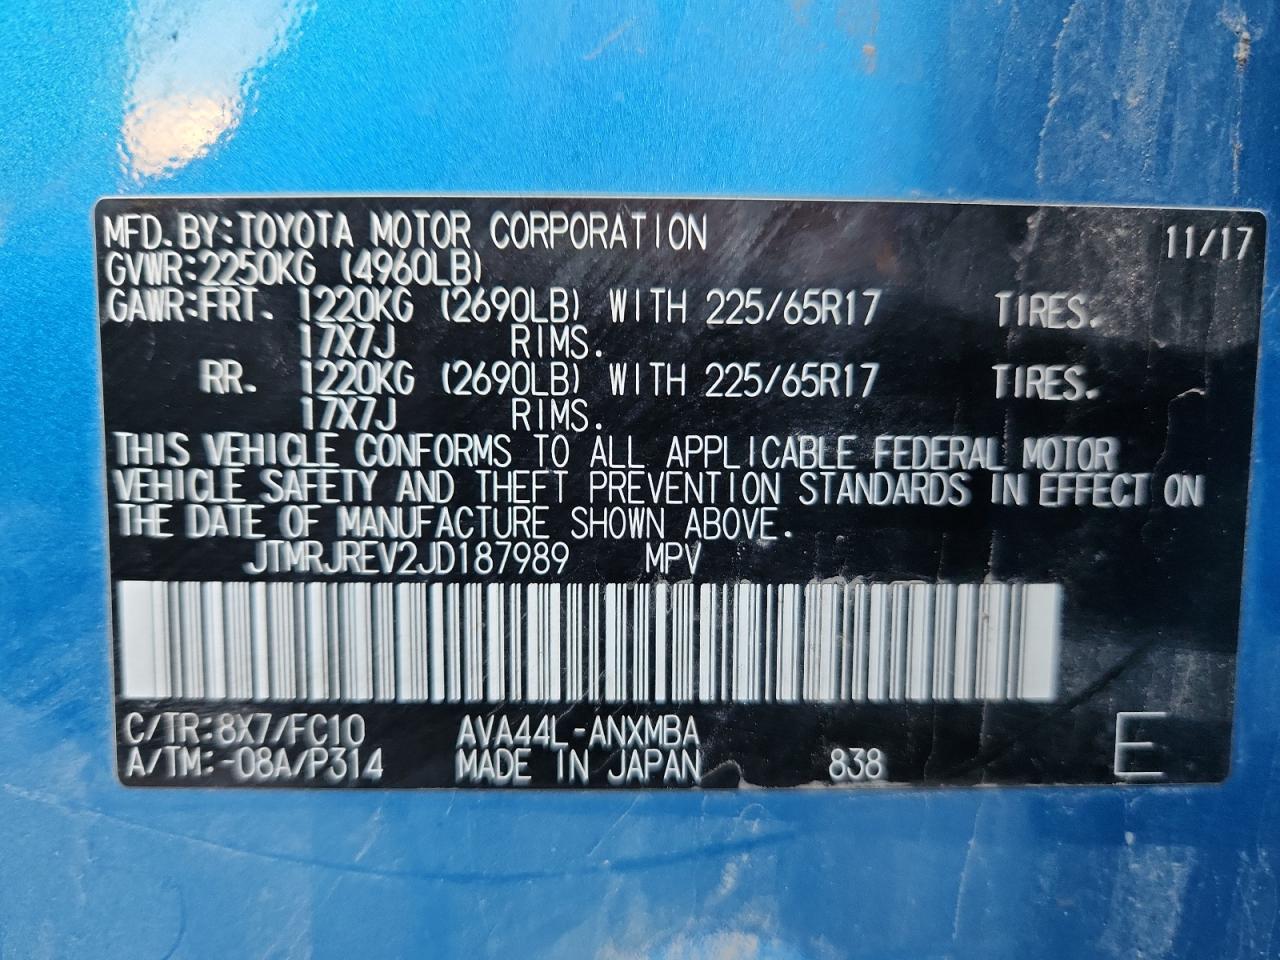 MFD. BY: TOYOTA MOTOR CORPORATION 11/17
GVWR: 2250KG (4960LB)
GAWR: FRT. 1220KG (2690LB) WITH 225/65R17 TIRES.
17X7J RIMS.
RR. 1220KG (2690LB) WITH 225/65R17 TIRES.
17X7J RIMS.
THIS VEHICLE CONFORMS TO ALL APPLICABLE FEDERAL MOTOR
VEHICLE SAFETY AND THEFT PREVENTION STANDARDS IN EFFECT ON
THE DATE OF MANUFACTURE SHOWN ABOVE.
JTMRJREV2JD187989 MPV
C/TR: 8X7/FC10 AVA44L-ANXMBA
A/TM: -08A/P314 MADE IN JAPAN 838 E